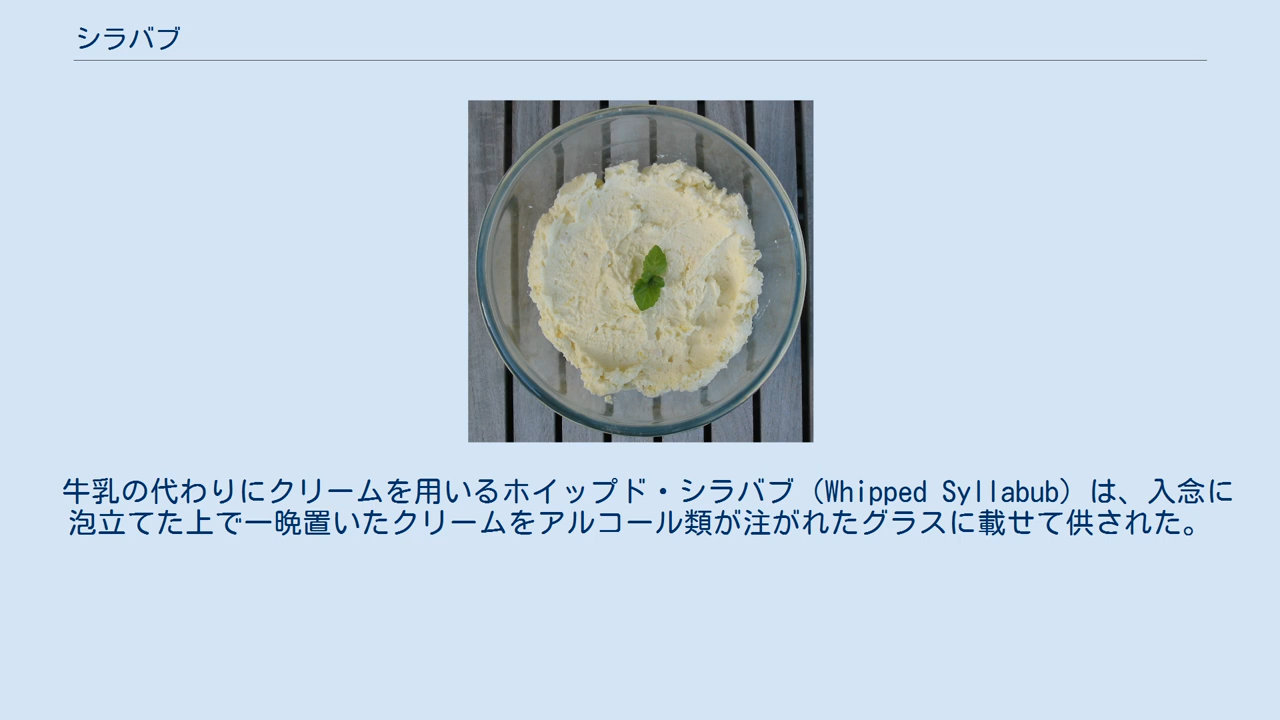 シラバブ
牛乳の代わりにクリームを用いるホイップド・シラバブ（Whipped Syllabub）は、入念に
泡立てた上で一晩置いたクリームをアルコール類が注がれたグラスに載せて供された。